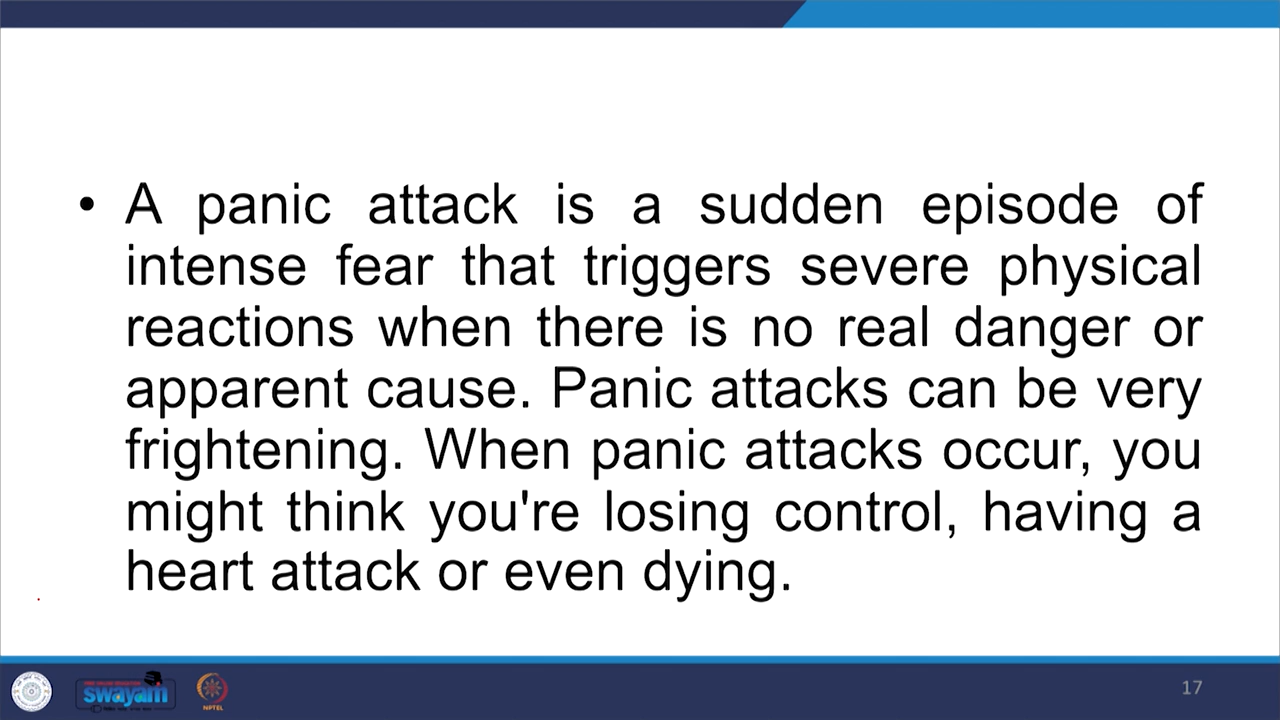 • A panic attack is a sudden episode of
intense fear that triggers severe physical
reactions when there is no real danger or
apparent cause. Panic attacks can be very
frightening. When panic attacks occur, you
might think you're losing control, having a
heart attack or even dying.
swayam
NPTEL
17